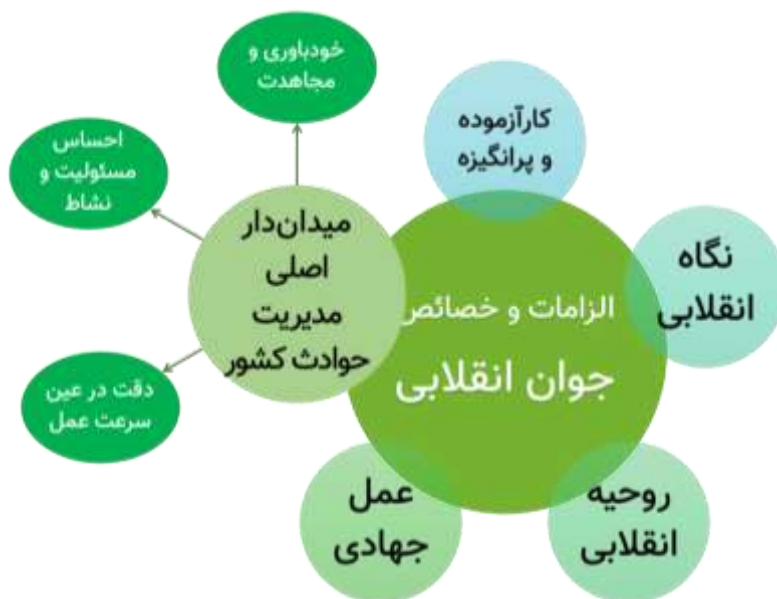 الزامات و خصائص
جوان انقلابی
کارآزموده
و پرانگیزه
نگاه
انقلابی
روحیه
انقلابی
عمل
جهادی
میدان‌دار
اصلی
مدیریت
حوادث کشور
خودباوری و
مجاهدت
احساس
مسئولیت و
نشاط
دقت در عین
سرعت عمل